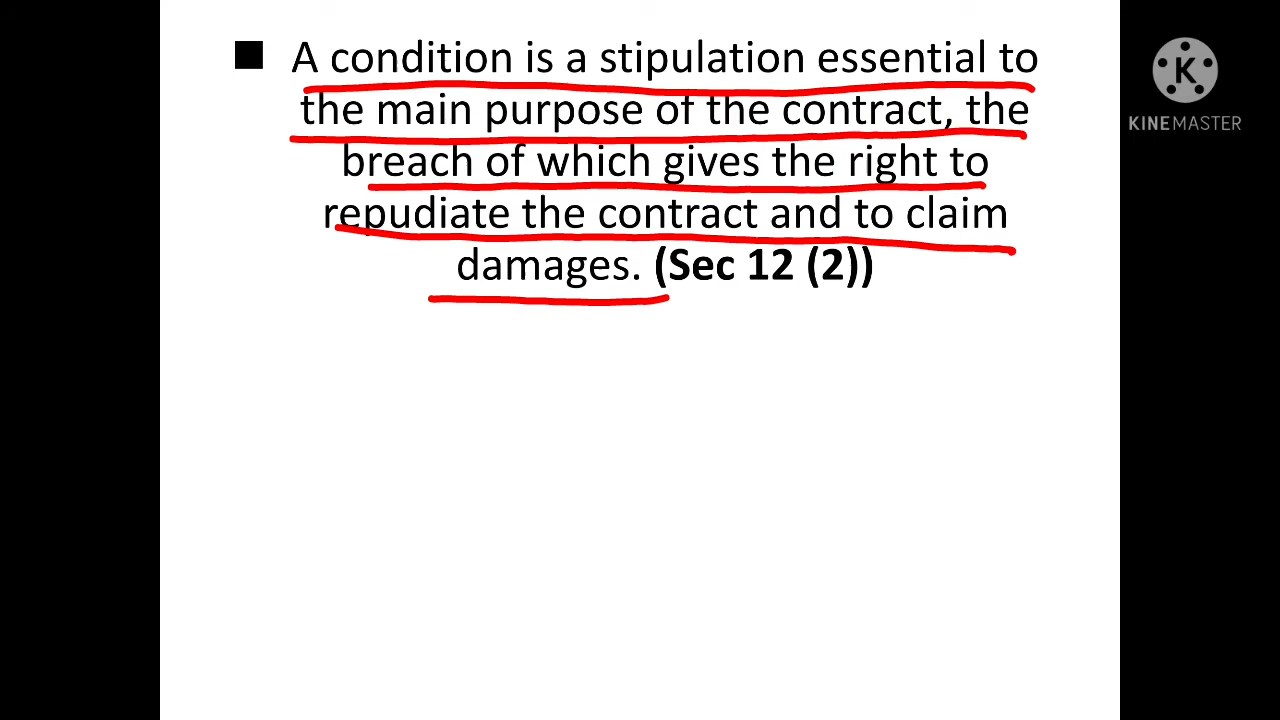 ■ A condition is a stipulation essential to
the main purpose of the contract, the
breach of which gives the right to
repudiate the contract and to claim
damages. (Sec 12 (2))
K
KINEMASTER